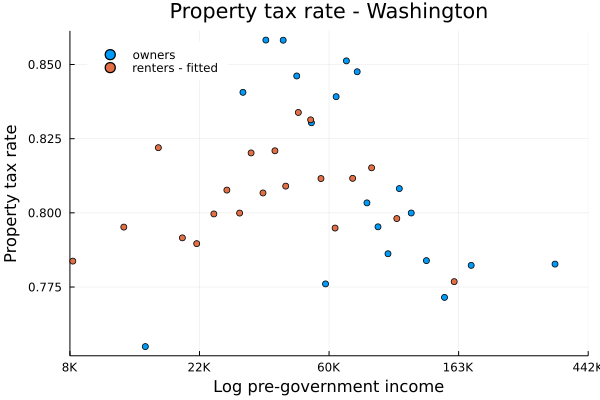 Property tax rate - Washington
owners
renters - fitted
Property tax rate
0.850
0.825
0.800
0.775
8K
22K
60K
163K
442K
Log pre-government income